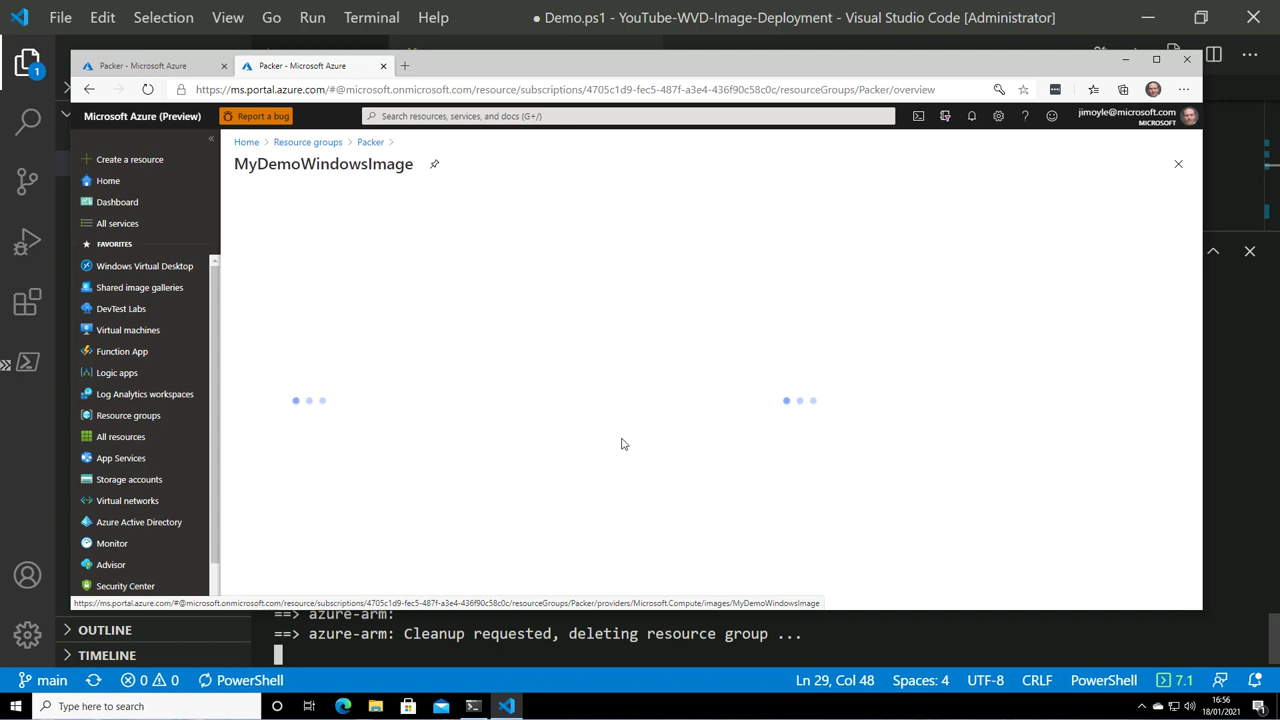 File Edit Selection View Go Run Terminal Help
● Demo.ps1 - YouTube-WVD-Image-Deployment - Visual Studio Code [Administrator]
Packer - Microsoft Azure
Packer - Microsoft Azure
https://ms.portal.azure.com/#@microsoft.onmicrosoft.com/resource/subscriptions/4705c1d9-fec5-487f-a3e4-436f90c58c0c/resourceGroups/Packer/overview
Microsoft Azure (Preview)
Report a bug
Search resources, services, and docs (G+/)
jimoyle@microsoft.com
MICROSOFT
Home > Resource groups > Packer >
MyDemoWindowsImage
Create a resource
Home
Dashboard
All services
FAVORITES
Windows Virtual Desktop
Shared image galleries
DevTest Labs
Virtual machines
Function App
Logic apps
Log Analytics workspaces
Resource groups
All resources
App Services
Storage accounts
Virtual networks
Azure Active Directory
Monitor
Advisor
Security Center
https://ms.portal.azure.com/#@microsoft.onmicrosoft.com/resource/subscriptions/4705c1d9-fec5-487f-a3e4-436f90c58c0c/resourceGroups/Packer/providers/Microsoft.Compute/images/MyDemoWindowsImage
==> azure-arm:
==> azure-arm: Cleanup requested, deleting resource group ...
OUTLINE
TIMELINE
main 0 0 PowerShell
Ln 29, Col 48 Spaces: 4 UTF-8 CRLF PowerShell 7.1
Type here to search
16:56
18/01/2021
1
1